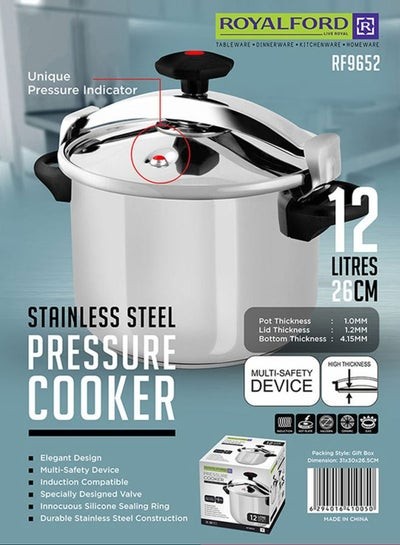 ROYALFORD
LIVE ROYAL
TABLEWARE • DINNERWARE • KITCHENWARE • HOMEWARE
RF9652
Unique
Pressure Indicator
12
LITRES
26CM
STAINLESS STEEL
PRESSURE
COOKER
Pot Thickness : 1.0MM
Lid Thickness : 1.2MM
Bottom Thickness : 4.15MM
MULTI-SAFETY
DEVICE
HIGH THICKNESS
INDUCTION
Elegant Design
Multi-Safety Device
Induction Compatible
Specially Designed Valve
Innocuous Silicone Sealing Ring
Durable Stainless Steel Construction
ROYALFORD
PRESSURE
COOKER
12
Packing Style: Gift Box
Dimension: 31x30x26.5CM
6294016410050
MADE IN CHINA